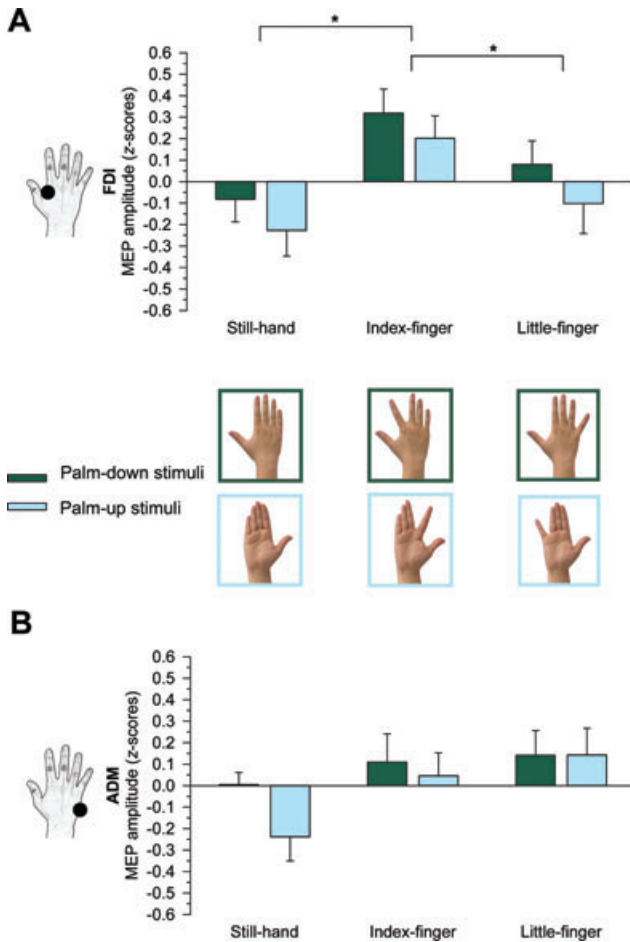 A
*
*
FDI
MEP amplitude (z-scores)
0.6
0.5
0.4
0.3
0.2
0.1
0.0
-0.1
-0.2
-0.3
-0.4
-0.5
-0.6
Still-hand Index-finger Little-finger
Palm-down stimuli
Palm-up stimuli
B
ADM
MEP amplitude (z-scores)
0.6
0.5
0.4
0.3
0.2
0.1
0.0
-0.1
-0.2
-0.3
-0.4
-0.5
-0.6
Still-hand Index-finger Little-finger